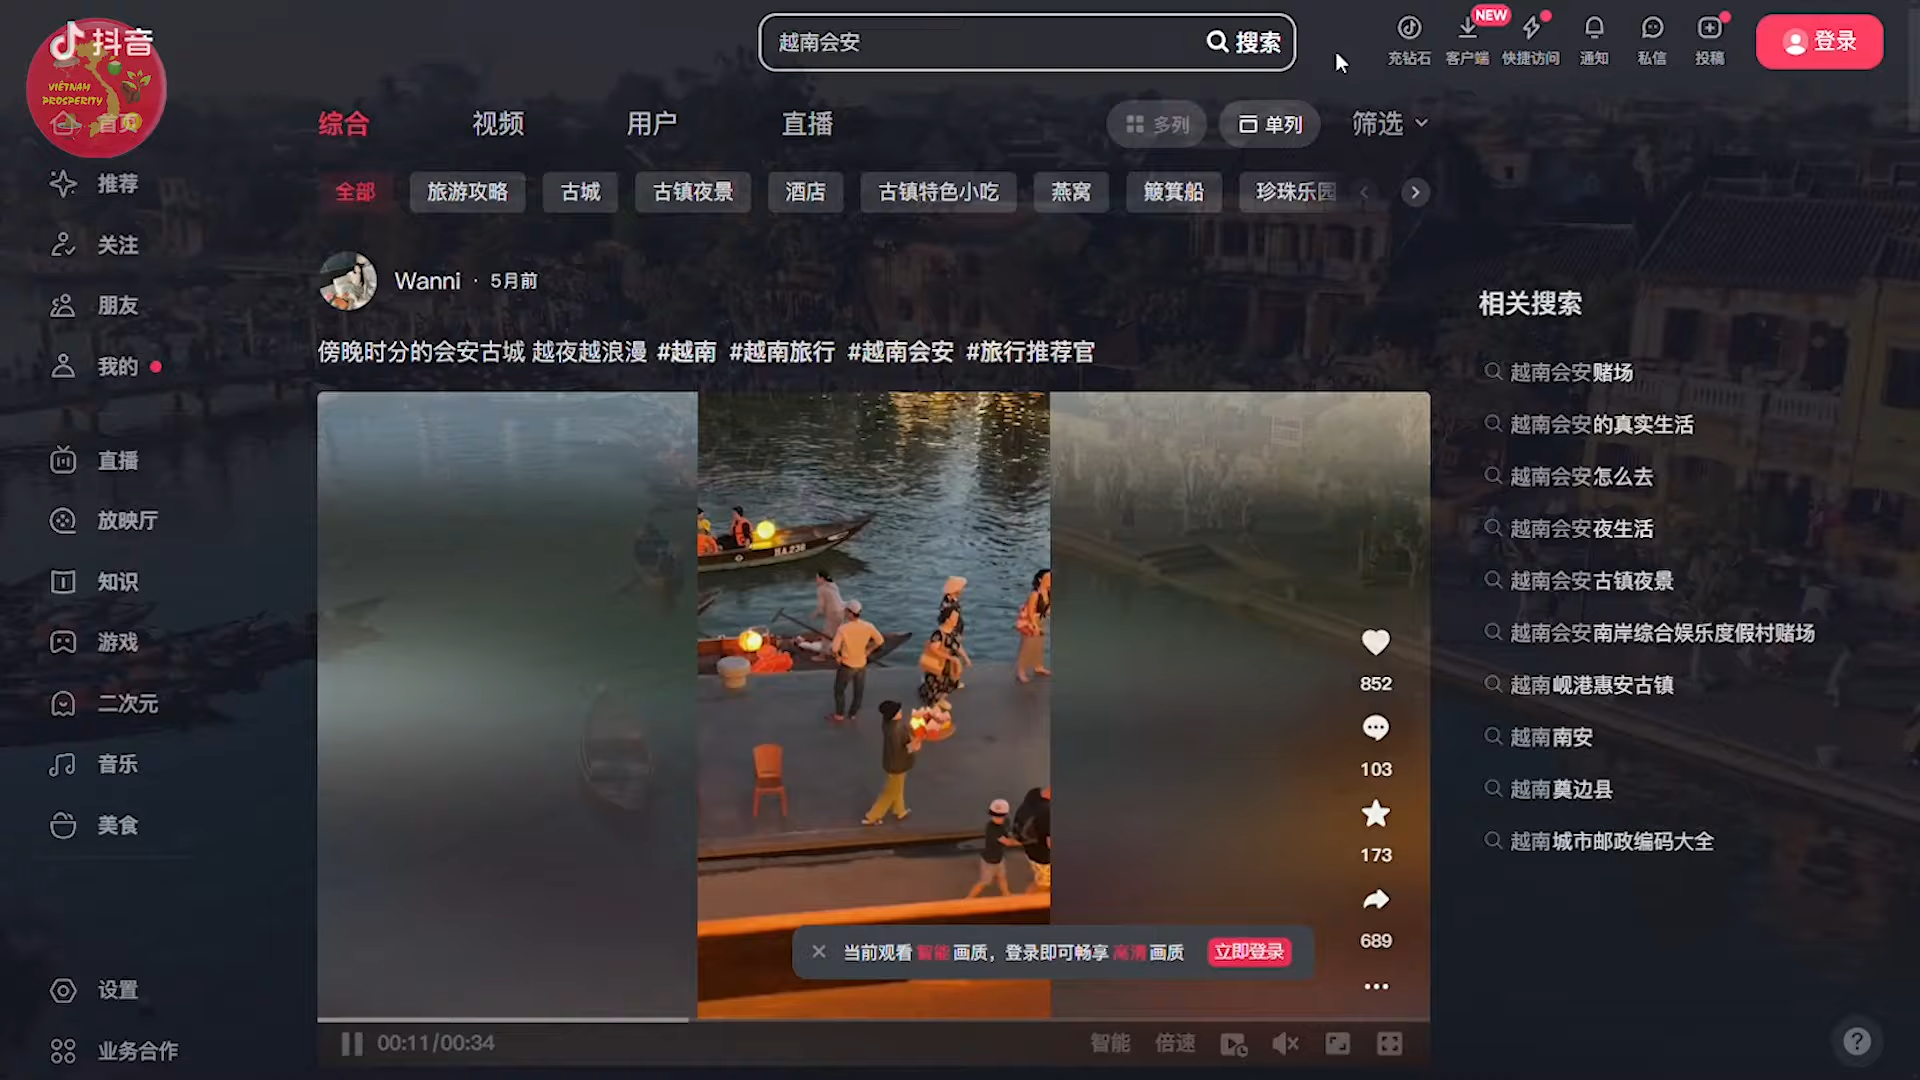 抖音
VIETNAM
PROSPERITY
首页
推荐
关注
朋友
我的
直播
放映厅
知识
游戏
二次元
音乐
美食
设置
业务合作
越南会安
搜索
NEW
充钻石
客户端
快捷访问
通知
私信
投稿
登录
综合
视频
用户
直播
多列
单列
筛选
全部
旅游攻略
古城
古镇夜景
酒店
古镇特色小吃
燕窝
簸箕船
珍珠乐园
Wanni · 5月前
傍晚时分的会安古城 越夜越浪漫 #越南 #越南旅行 #越南会安 #旅行推荐官
HA 236
852
103
173
689
当前观看 智能 画质，登录即可畅享 高清 画质
立即登录
00:11/00:34
智能
倍速
相关搜索
越南会安赌场
越南会安的真实生活
越南会安怎么去
越南会安夜生活
越南会安古镇夜景
越南会安南岸综合娱乐度假村赌场
越南岘港惠安古镇
越南南安
越南奠边县
越南城市邮政编码大全